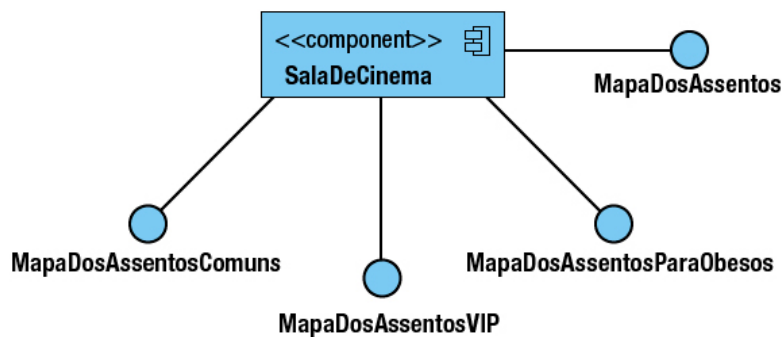 <<component>>
SalaDeCinema
MapaDosAssentos
MapaDosAssentosComuns
MapaDosAssentosParaObesos
MapaDosAssentosVIP